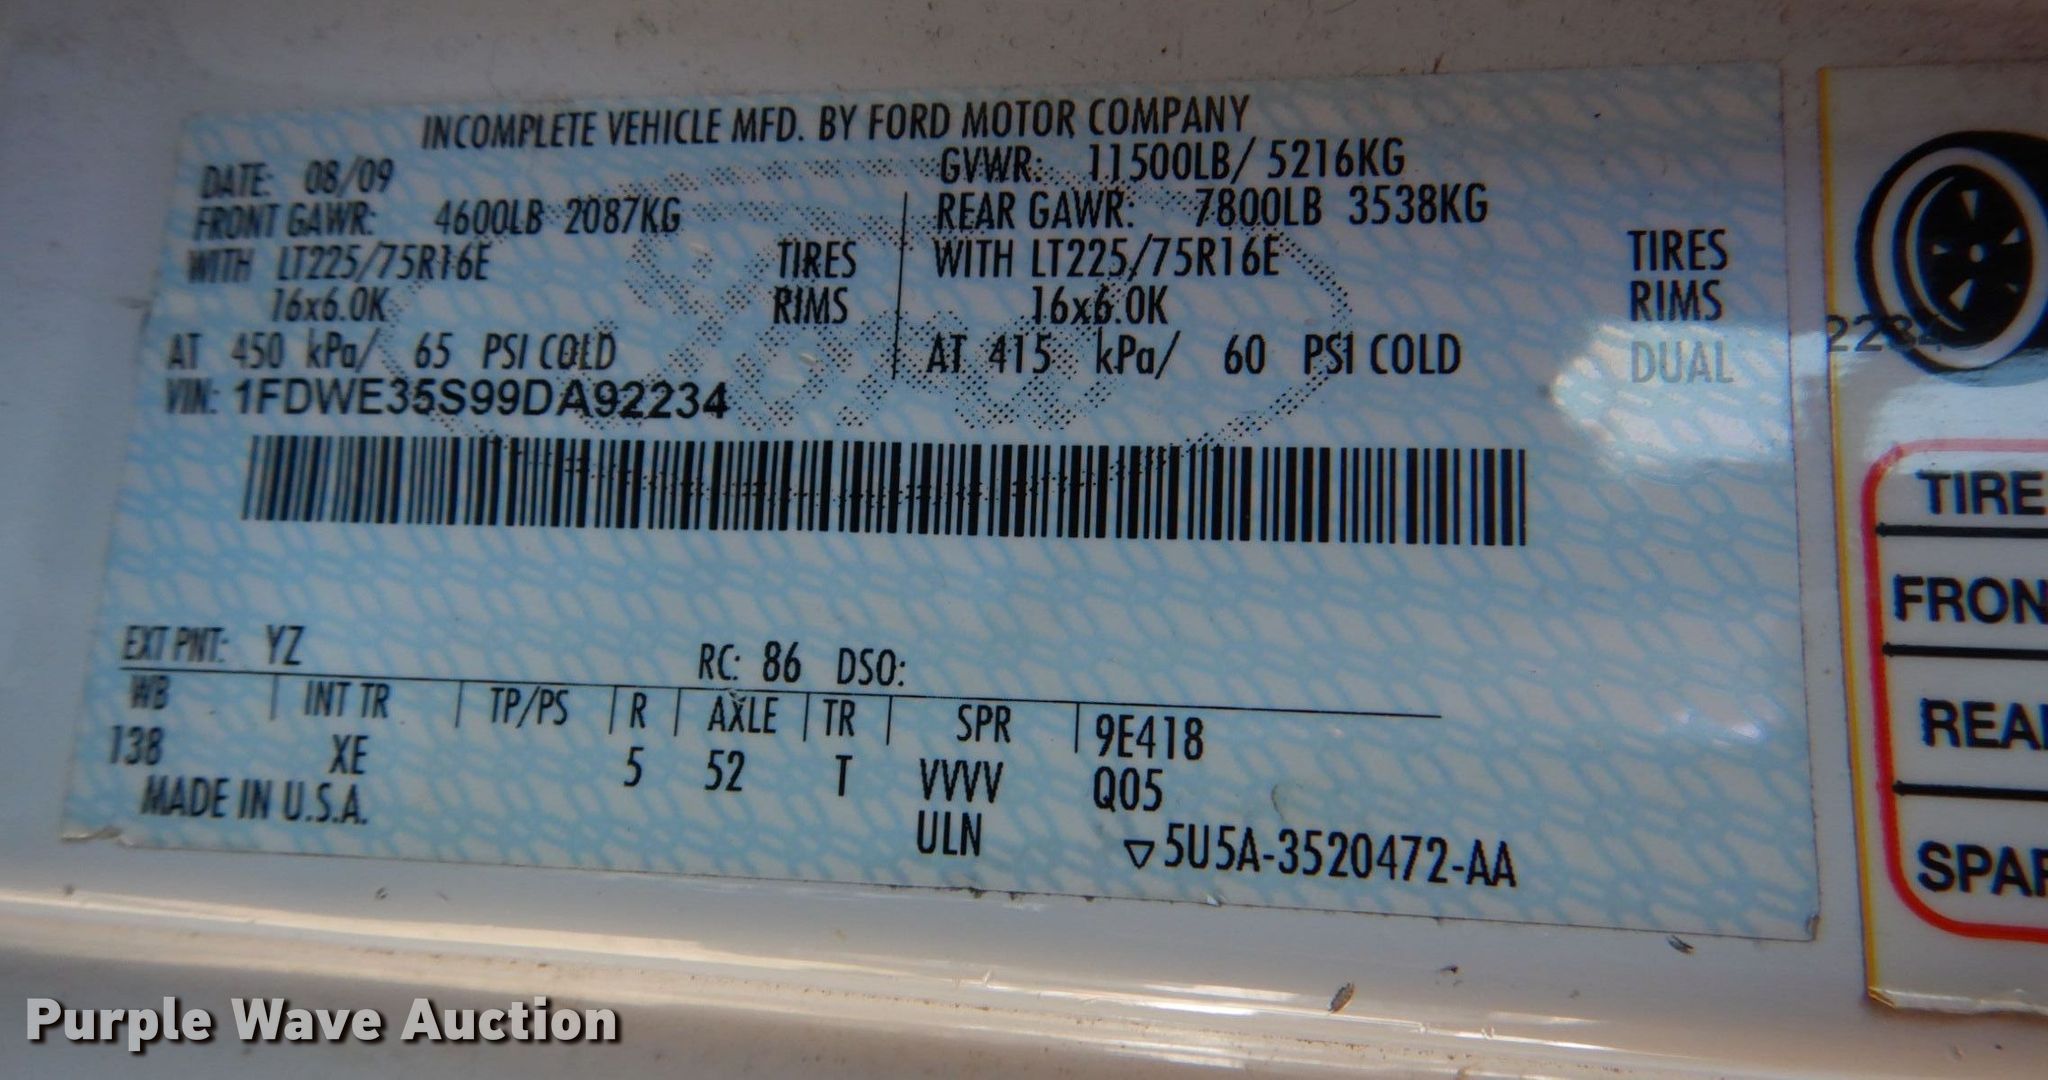 INCOMPLETE VEHICLE MFD. BY FORD MOTOR COMPANY
DATE: 08/09 GVWR: 11500LB/ 5216KG
FRONT GAWR: 4600LB 2087KG REAR GAWR: 7800LB 3538KG
WITH LT225/75R16E TIRES WITH LT225/75R16E TIRES
16x6.0K RIMS 16x6.0K RIMS
AT 450 kPa/ 65 PSI COLD AT 415 kPa/ 60 PSI COLD DUAL
VIN: 1FDWE35S99DA92234
EXT PNT: YZ RC: 86 DSO:
WB | INT TR | TP/PS | R | AXLE | TR | SPR | 9E418
138 XE 5 52 T VVVV Q05
MADE IN U.S.A. ULN ▽5U5A-3520472-AA
2234
TIRE
FRON
REAR
SPAR
Purple Wave Auction